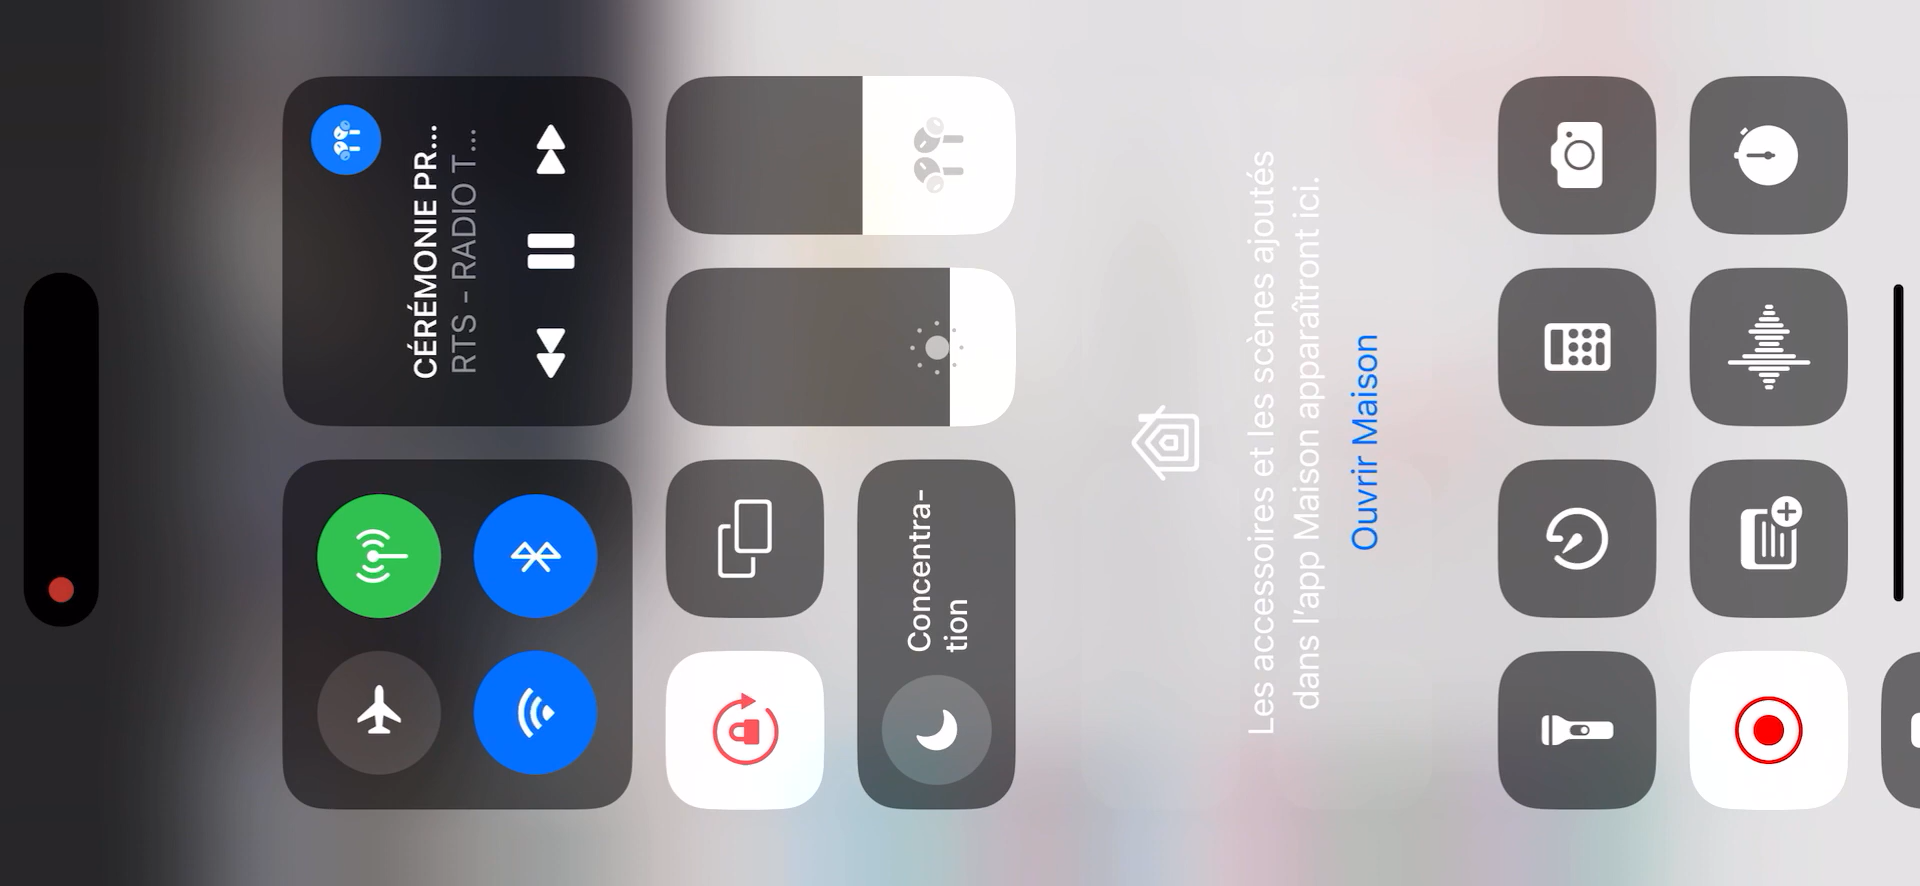 CÉRÉMONIE PR...
RTS - RADIO T...
Concentra-
tion
Les accessoires et les scènes ajoutés
dans l'app Maison apparaîtront ici.
Ouvrir Maison